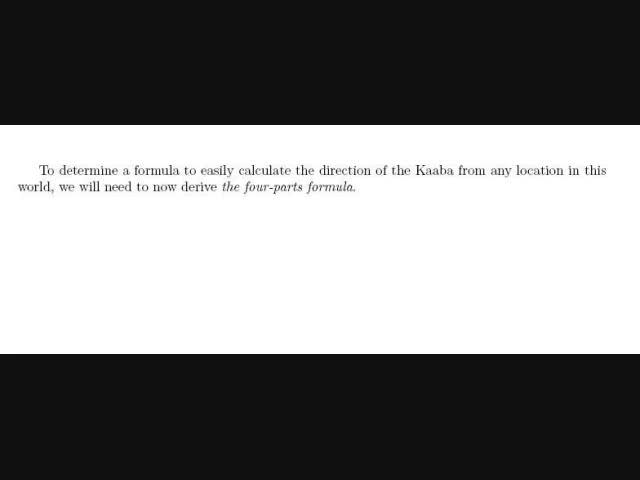 To determine a formula to easily calculate the direction of the Kaaba from any location in this
world, we will need to now derive the four-parts formula.